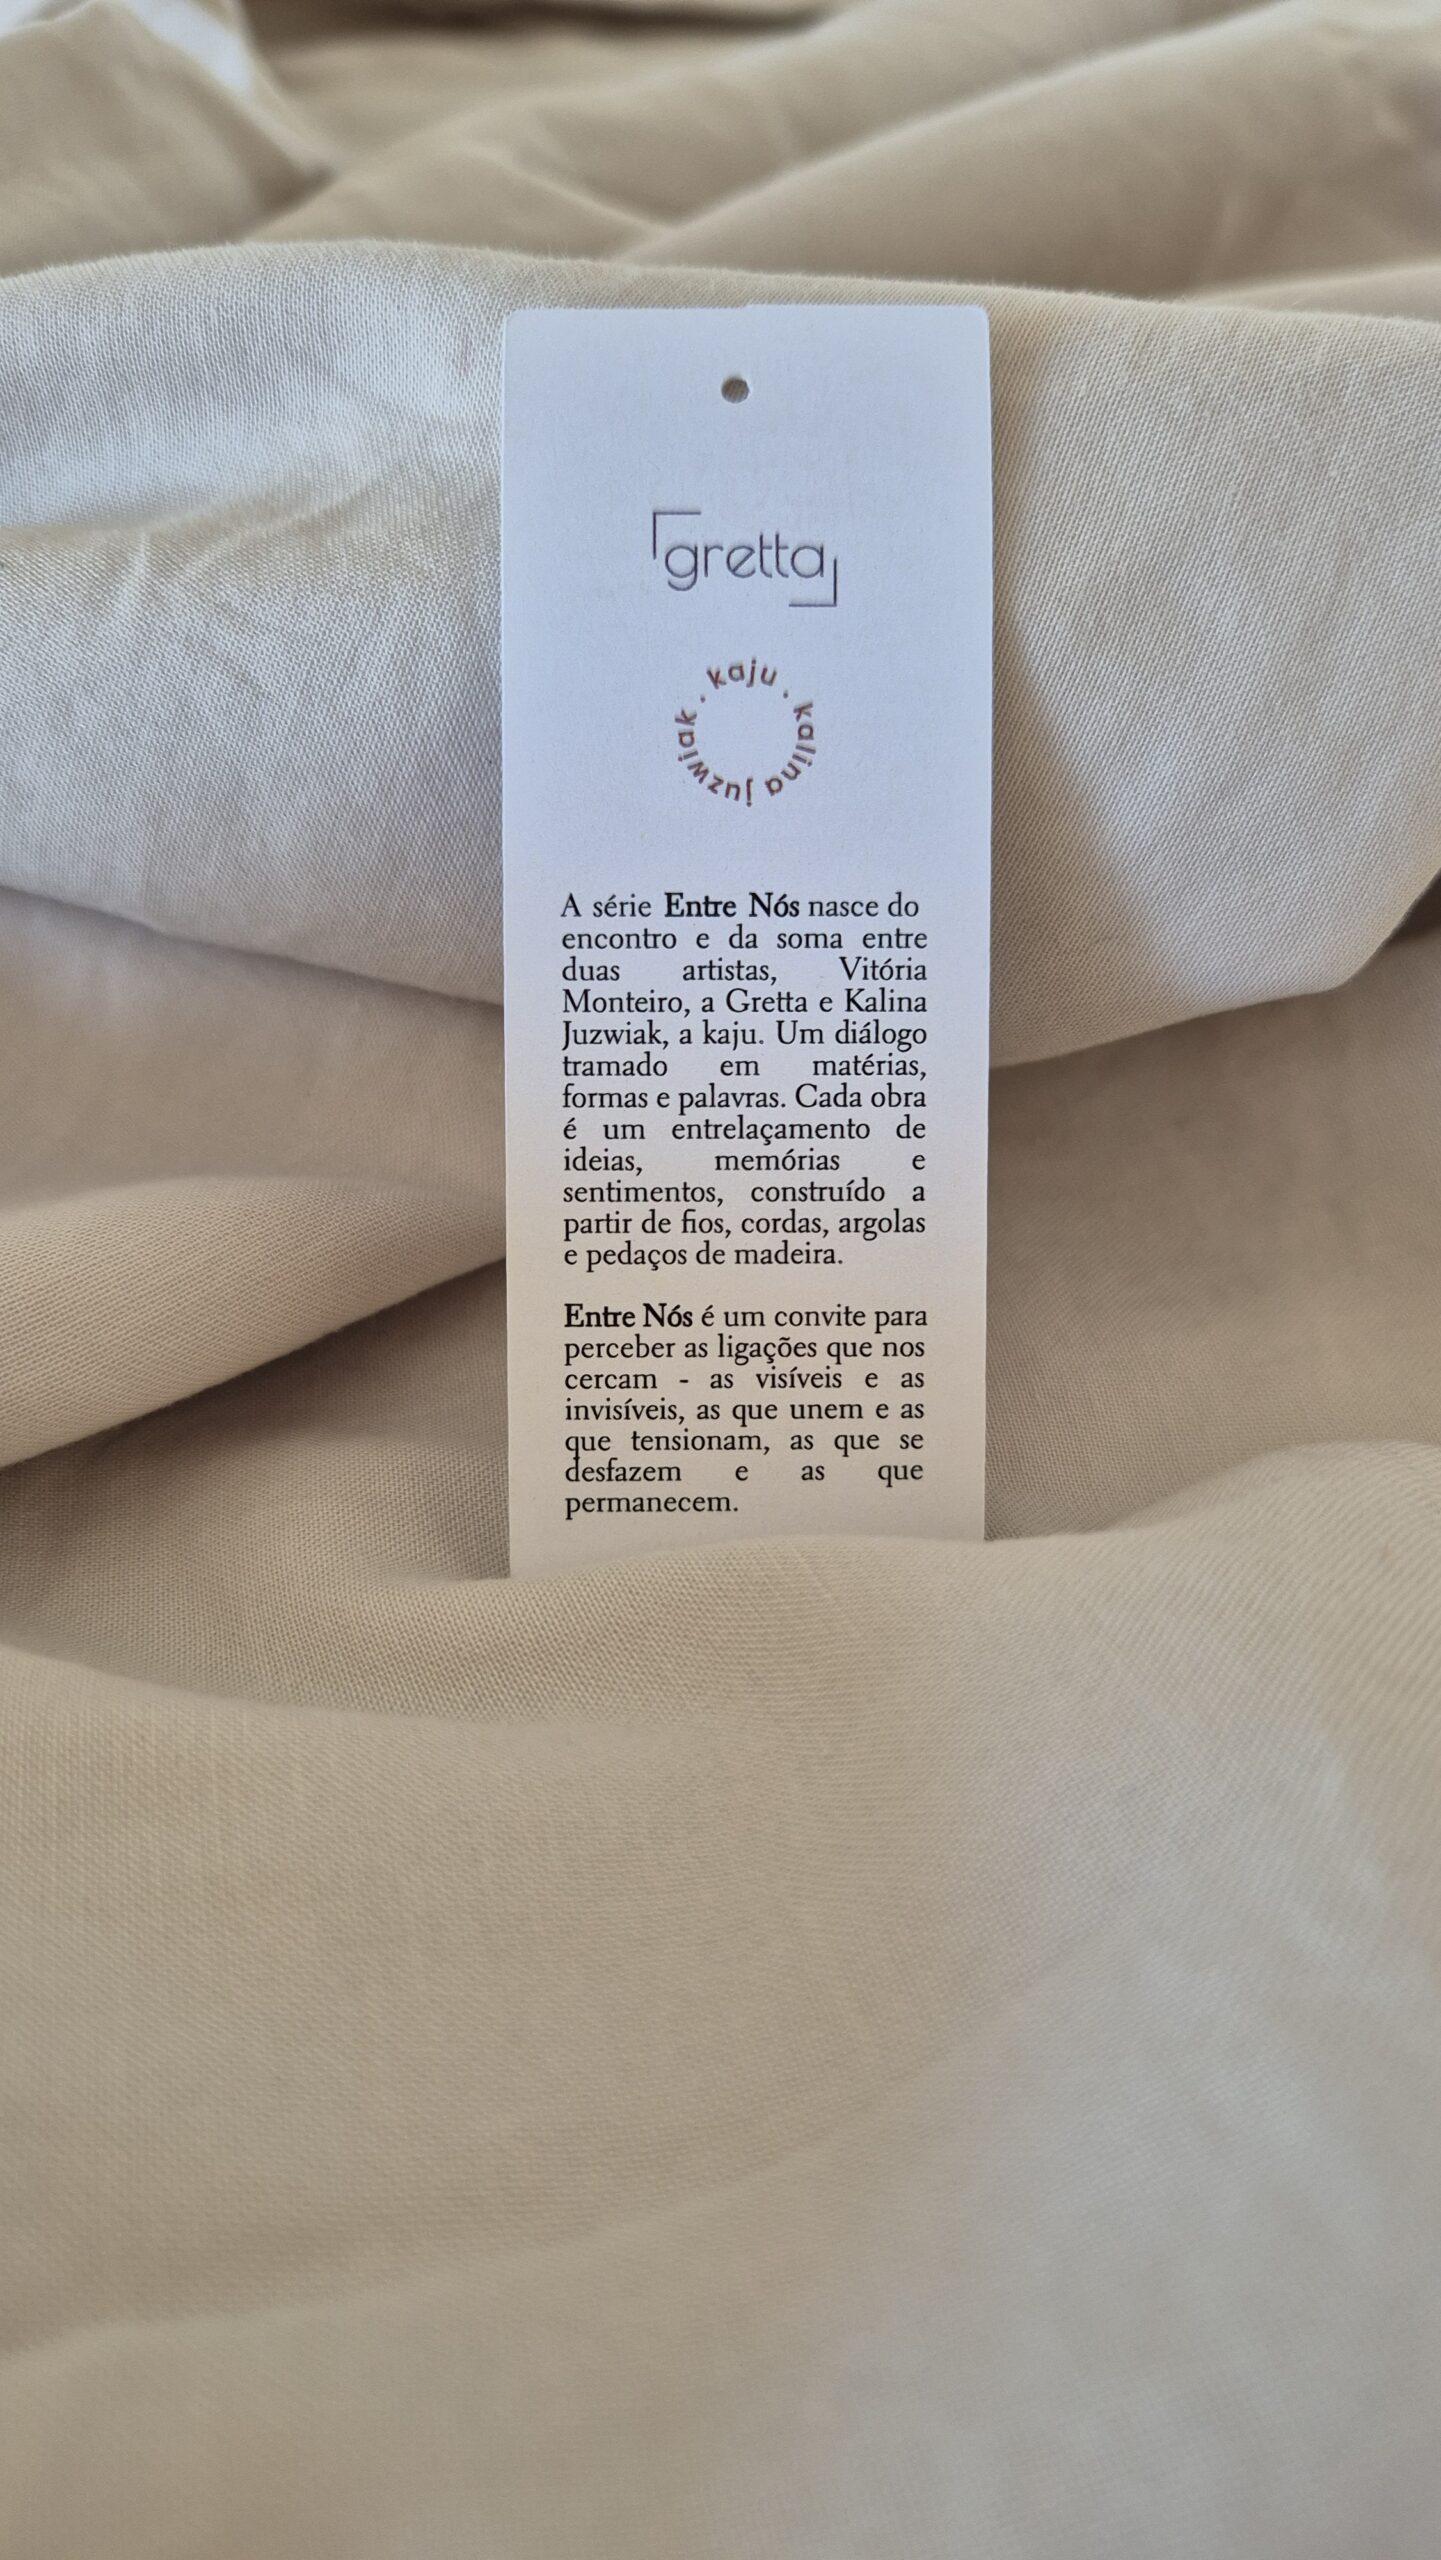 gretta
kaju . kalina juzwiak .
A série Entre Nós nasce do
encontro e da soma entre
duas artistas, Vitória
Monteiro, a Gretta e Kalina
Juzwiak, a kaju. Um diálogo
tramado em matérias,
formas e palavras. Cada obra
é um entrelaçamento de
ideias, memórias e
sentimentos, construído a
partir de fios, cordas, argolas
e pedaços de madeira.
Entre Nós é um convite para
perceber as ligações que nos
cercam - as visíveis e as
invisíveis, as que unem e as
que tensionam, as que se
desfazem e as que
permanecem.